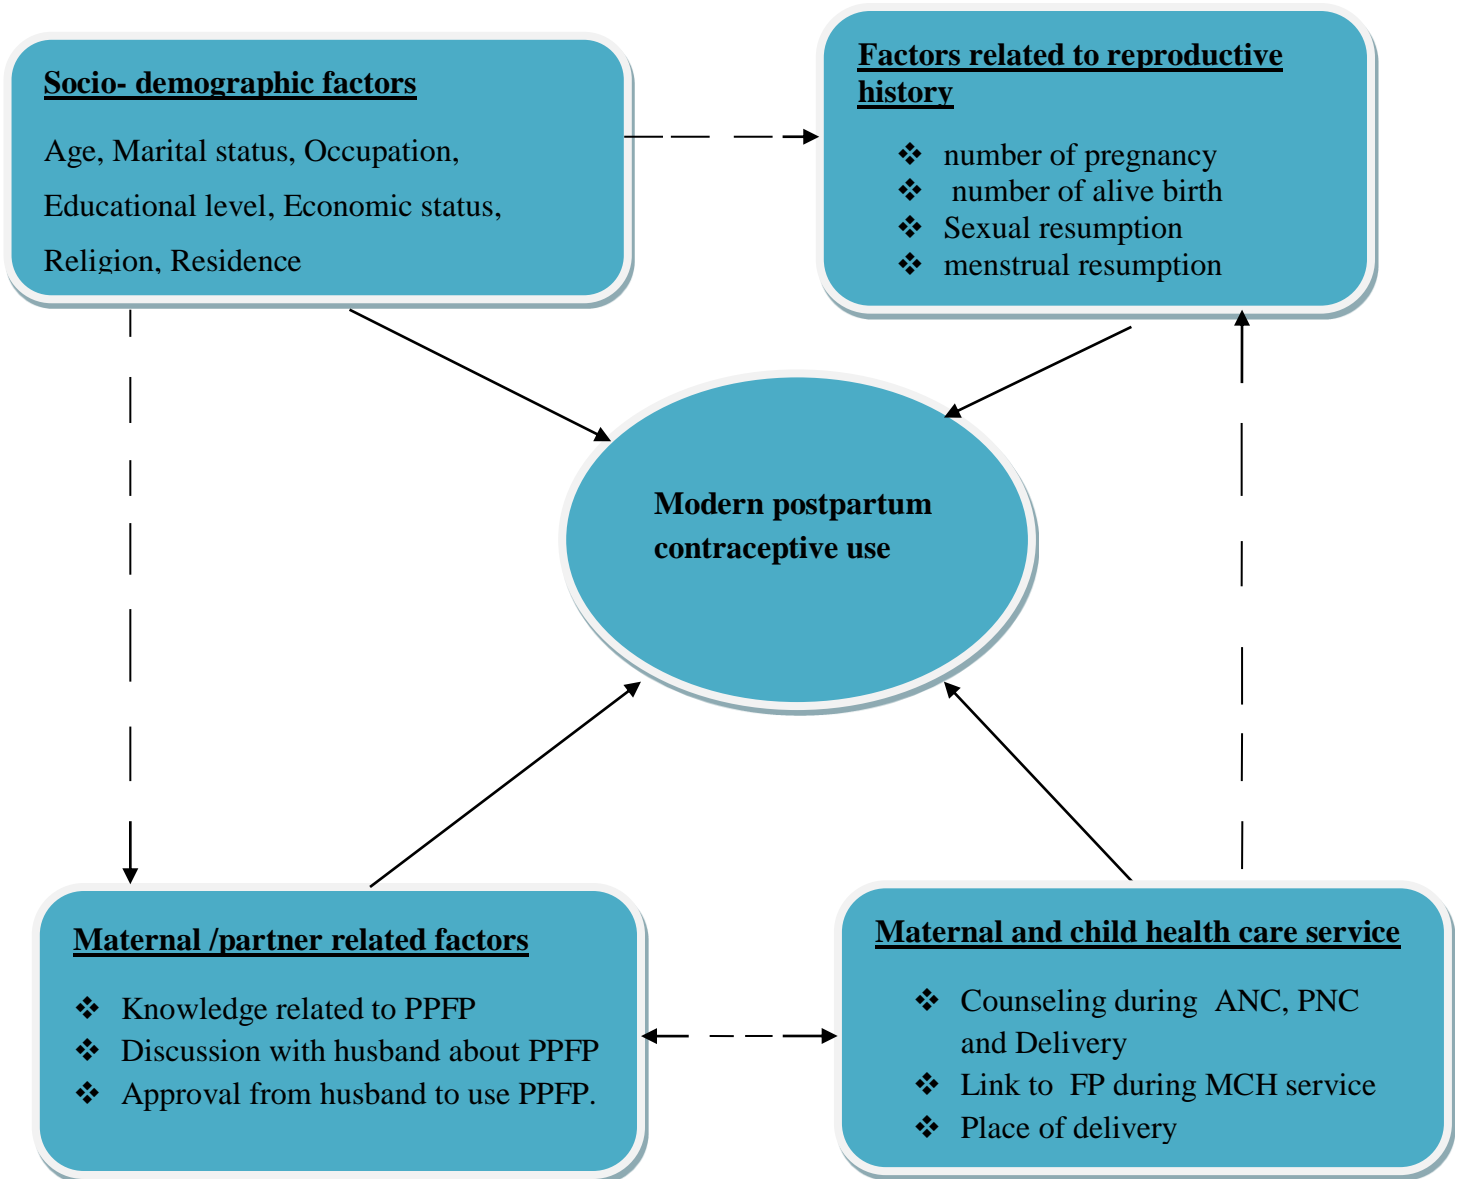 Socio- demographic factors
Age, Marital status, Occupation,
Educational level, Economic status,
Religion, Residence
Factors related to reproductive
history
❖ number of pregnancy
❖ number of alive birth
❖ Sexual resumption
❖ menstrual resumption
Modern postpartum
contraceptive use
Maternal /partner related factors
❖ Knowledge related to PPFP
❖ Discussion with husband about PPFP
❖ Approval from husband to use PPFP.
Maternal and child health care service
❖ Counseling during ANC, PNC
and Delivery
❖ Link to FP during MCH service
❖ Place of delivery